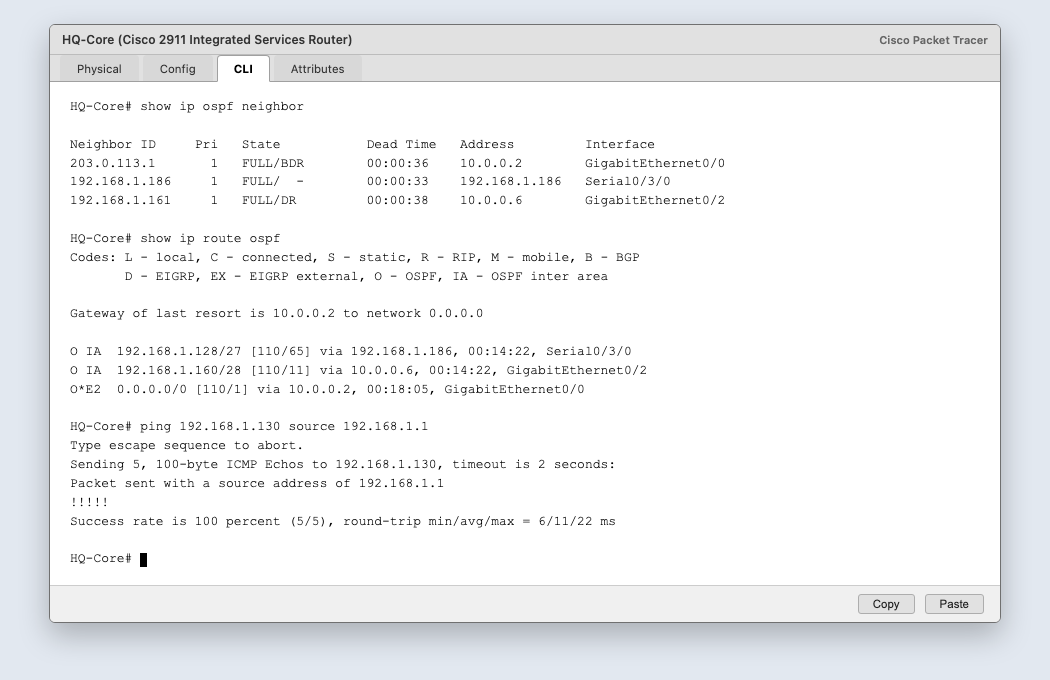 HQ-Core (Cisco 2911 Integrated Services Router)
Cisco Packet Tracer
Physical Config CLI Attributes
HQ-Core# show ip ospf neighbor
Neighbor ID     Pri   State           Dead Time   Address         Interface
203.0.113.1       1   FULL/BDR        00:00:36    10.0.0.2        GigabitEthernet0/0
192.168.1.186     1   FULL/  -        00:00:33    192.168.1.186   Serial0/3/0
192.168.1.161     1   FULL/DR         00:00:38    10.0.0.6        GigabitEthernet0/2
HQ-Core# show ip route ospf
Codes: L - local, C - connected, S - static, R - RIP, M - mobile, B - BGP
       D - EIGRP, EX - EIGRP external, O - OSPF, IA - OSPF inter area
Gateway of last resort is 10.0.0.2 to network 0.0.0.0
O IA  192.168.1.128/27 [110/65] via 192.168.1.186, 00:14:22, Serial0/3/0
O IA  192.168.1.160/28 [110/11] via 10.0.0.6, 00:14:22, GigabitEthernet0/2
O*E2  0.0.0.0/0 [110/1] via 10.0.0.2, 00:18:05, GigabitEthernet0/0
HQ-Core# ping 192.168.1.130 source 192.168.1.1
Type escape sequence to abort.
Sending 5, 100-byte ICMP Echos to 192.168.1.130, timeout is 2 seconds:
Packet sent with a source address of 192.168.1.1
!!!!!
Success rate is 100 percent (5/5), round-trip min/avg/max = 6/11/22 ms
HQ-Core#
Copy Paste